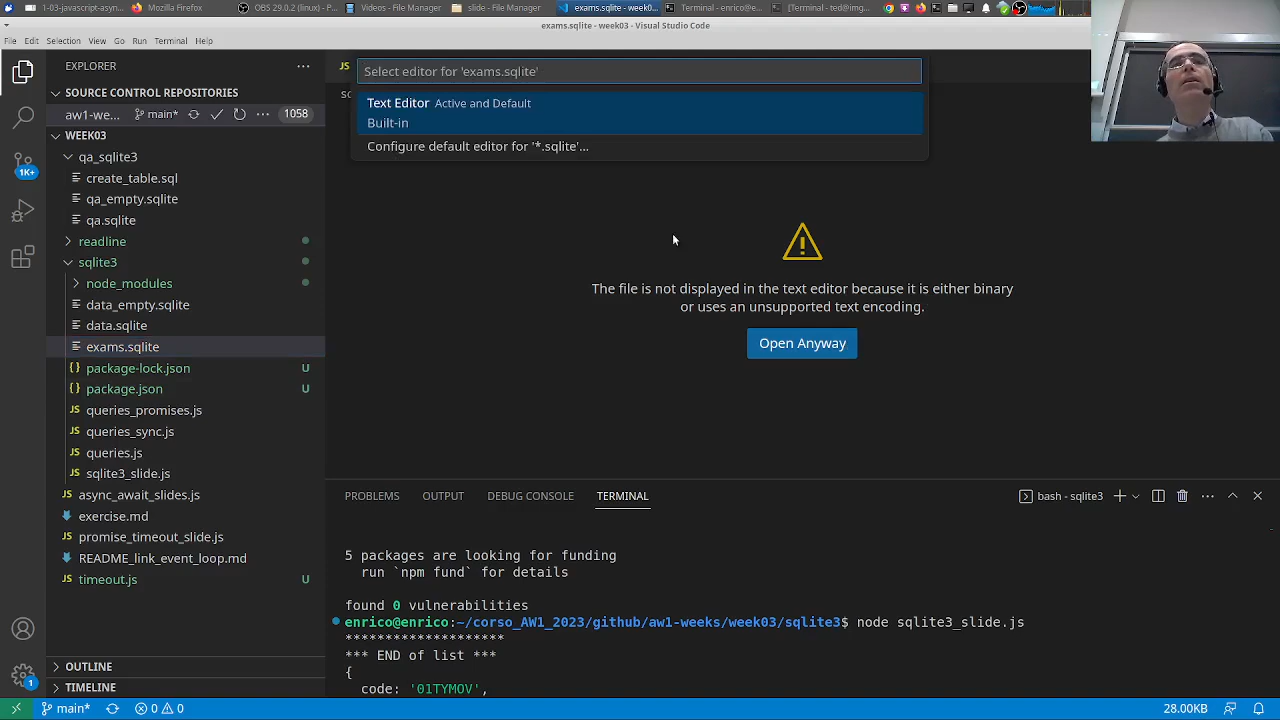 1-03-javascript-async...
Mozilla Firefox
OBS 29.0.2 (linux) - P...
Videos - File Manager
slide - File Manager
exams.sqlite - week0...
Terminal - enrico@e...
[Terminal - ted@img...
exams.sqlite - week03 - Visual Studio Code
File Edit Selection View Go Run Terminal Help
EXPLORER
SOURCE CONTROL REPOSITORIES
aw1-we... main* 1058
WEEK03
qa_sqlite3
create_table.sql
qa_empty.sqlite
qa.sqlite
readline
sqlite3
node_modules
data_empty.sqlite
data.sqlite
exams.sqlite
package-lock.json U
package.json U
queries_promises.js
queries_sync.js
queries.js
sqlite3_slide.js
async_await_slides.js
exercise.md
promise_timeout_slide.js
README_link_event_loop.md
timeout.js U
OUTLINE
TIMELINE
1K+
1
JS
Select editor for 'exams.sqlite'
Text Editor Active and Default
Built-in
Configure default editor for '*.sqlite'...
The file is not displayed in the text editor because it is either binary
or uses an unsupported text encoding.
Open Anyway
PROBLEMS OUTPUT DEBUG CONSOLE TERMINAL
bash - sqlite3
5 packages are looking for funding
run `npm fund` for details
found 0 vulnerabilities
enrico@enrico:~/corso_AW1_2023/github/aw1-weeks/week03/sqlite3$ node sqlite3_slide.js
********************
*** END of list ***
{
code: '01TYMOV',
main* 0 0
28.00KB